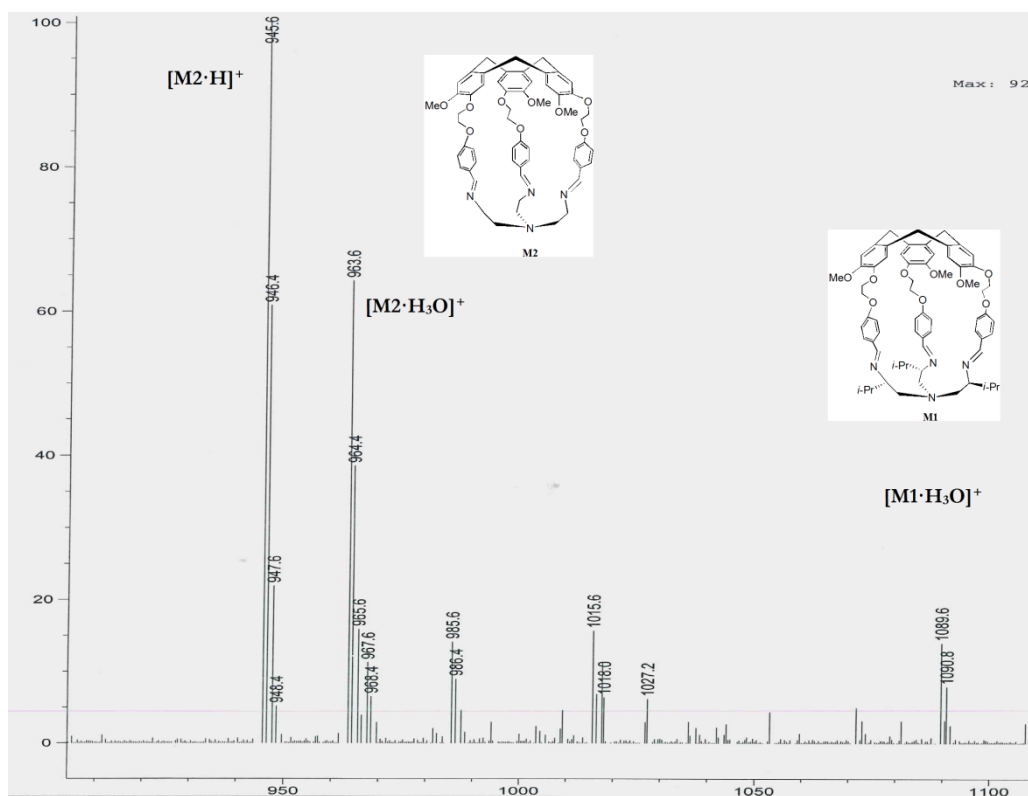 100
945.6
[M2·H]⁺
MeO
OMe
O
O
OMe
O
O
O
O
N
N
N
N
M2
Max: 92
80
946.4
963.6
[M2·H₃O]⁺
MeO
O
O
OMe
OMe
O
O
O
O
N
N
N
i-Pr
i-Pr
N
i-Pr
M1
60
40
964.4
[M1·H₃O]⁺
20
947.6
948.4
965.6
967.6
968.4
985.6
986.4
1015.6
1018.0
1027.2
1089.6
1090.8
0
950
1000
1050
1100